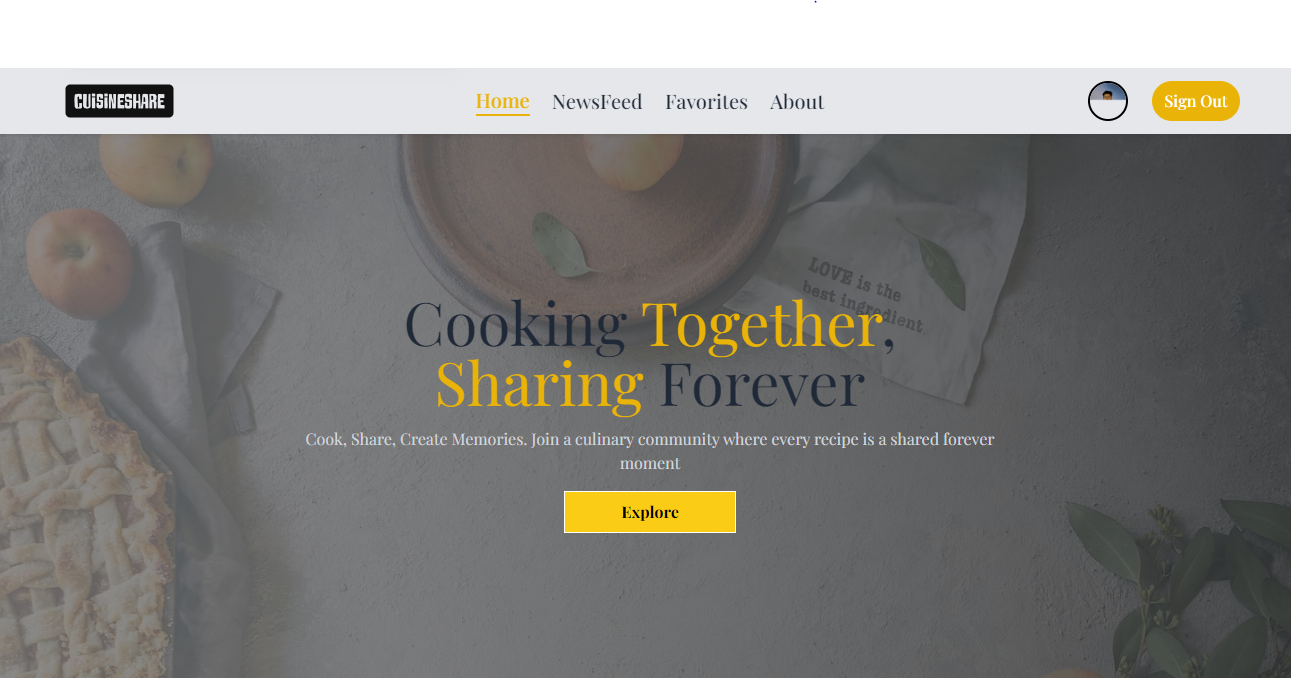 CUISINESHARE
Home NewsFeed Favorites About
Sign Out
LOVE is the
best ingredient
Cooking Together,
Sharing Forever
Cook, Share, Create Memories. Join a culinary community where every recipe is a shared forever
moment
Explore